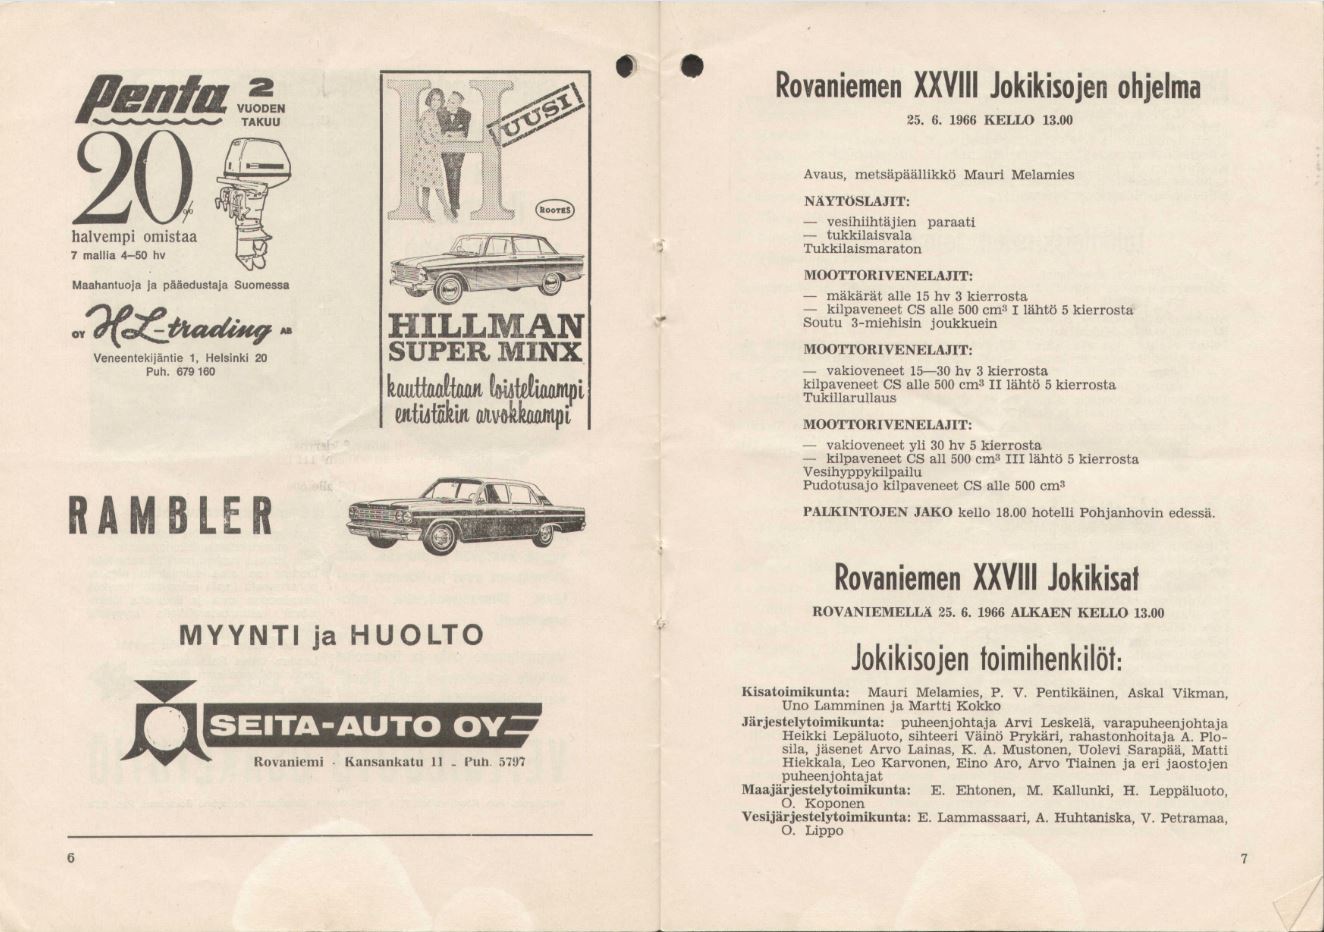 Penta 2
VUODEN
TAKUU
20%
halvempi omistaa
7 mallia 4—50 hv
Maahantuoja ja pääedustaja Suomessa
OY HL-trading AB
Veneentekijäntie 1, Helsinki 20
Puh. 679 160
H
UUSI
ROOTES
HILLMAN
SUPER MINX
kauttaaltaan loisteliaampi
entistäkin arvokkaampi
RAMBLER
MYYNTI ja HUOLTO
SEITA-AUTO OY
Rovaniemi - Kansankatu 11 - Puh. 5797
6
Rovaniemen XXVIII Jokikisojen ohjelma
25. 6. 1966 KELLO 13.00
Avaus, metsäpäällikkö Mauri Melamies
NÄYTÖSLAJIT:
— vesihiihtäjien paraati
— tukkilaisvala
Tukkilaismaraton
MOOTTORIVENELAJIT:
— mäkärät alle 15 hv 3 kierrosta
— kilpaveneet CS alle 500 cm³ I lähtö 5 kierrosta
Soutu 3-miehisin joukkuein
MOOTTORIVENELAJIT:
— vakioveneet 15—30 hv 3 kierrosta
kilpaveneet CS alle 500 cm³ II lähtö 5 kierrosta
Tukillarullaus
MOOTTORIVENELAJIT:
— vakioveneet yli 30 hv 5 kierrosta
— kilpaveneet CS all 500 cm³ III lähtö 5 kierrosta
Vesihyppykilpailu
Pudotusajo kilpaveneet CS alle 500 cm³
PALKINTOJEN JAKO kello 18.00 hotelli Pohjanhovin edessä.
Rovaniemen XXVIII Jokikisat
ROVANIEMELLÄ 25. 6. 1966 ALKAEN KELLO 13.00
Jokikisojen toimihenkilöt:
Kisatoimikunta: Mauri Melamies, P. V. Pentikäinen, Askal Vikman,
Uno Lamminen ja Martti Kokko
Järjestelytoimikunta: puheenjohtaja Arvi Leskelä, varapuheenjohtaja
Heikki Lepäluoto, sihteeri Väinö Prykäri, rahastonhoitaja A. Plo-
sila, jäsenet Arvo Lainas, K. A. Mustonen, Uolevi Sarapää, Matti
Hiekkala, Leo Karvonen, Eino Aro, Arvo Tiainen ja eri jaostojen
puheenjohtajat
Maajärjestelytoimikunta: E. Ehtonen, M. Kallunki, H. Leppäluoto,
O. Koponen
Vesijärjestelytoimikunta: E. Lammassaari, A. Huhtaniska, V. Petramaa,
O. Lippo
7